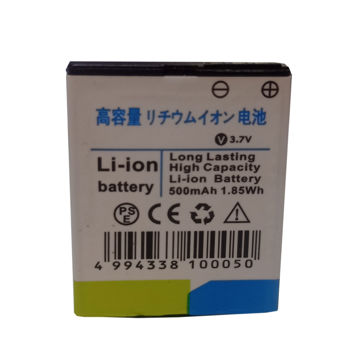 高容量リチウムイオン电池
V 3.7V
Li-ion battery
Long Lasting
High Capacity
Li-ion Battery
500mAh 1.85Wh
PSE CE
4 994338 100050